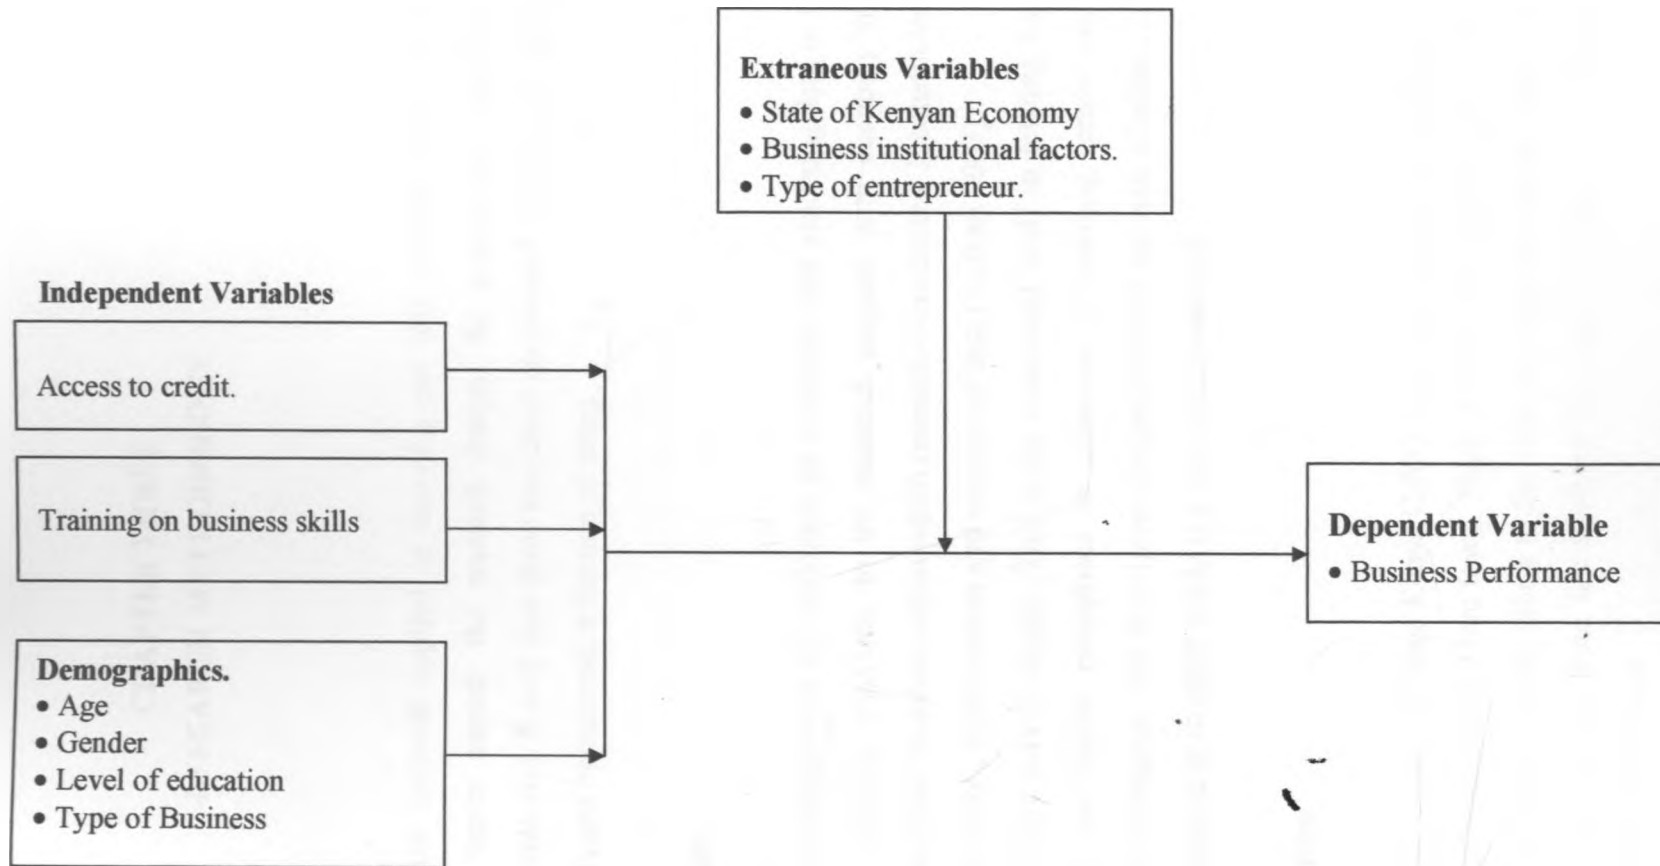 Extraneous Variables
• State of Kenyan Economy
• Business institutional factors.
• Type of entrepreneur.
Independent Variables
Access to credit.
Training on business skills
Demographics.
• Age
• Gender
• Level of education
• Type of Business
Dependent Variable
• Business Performance